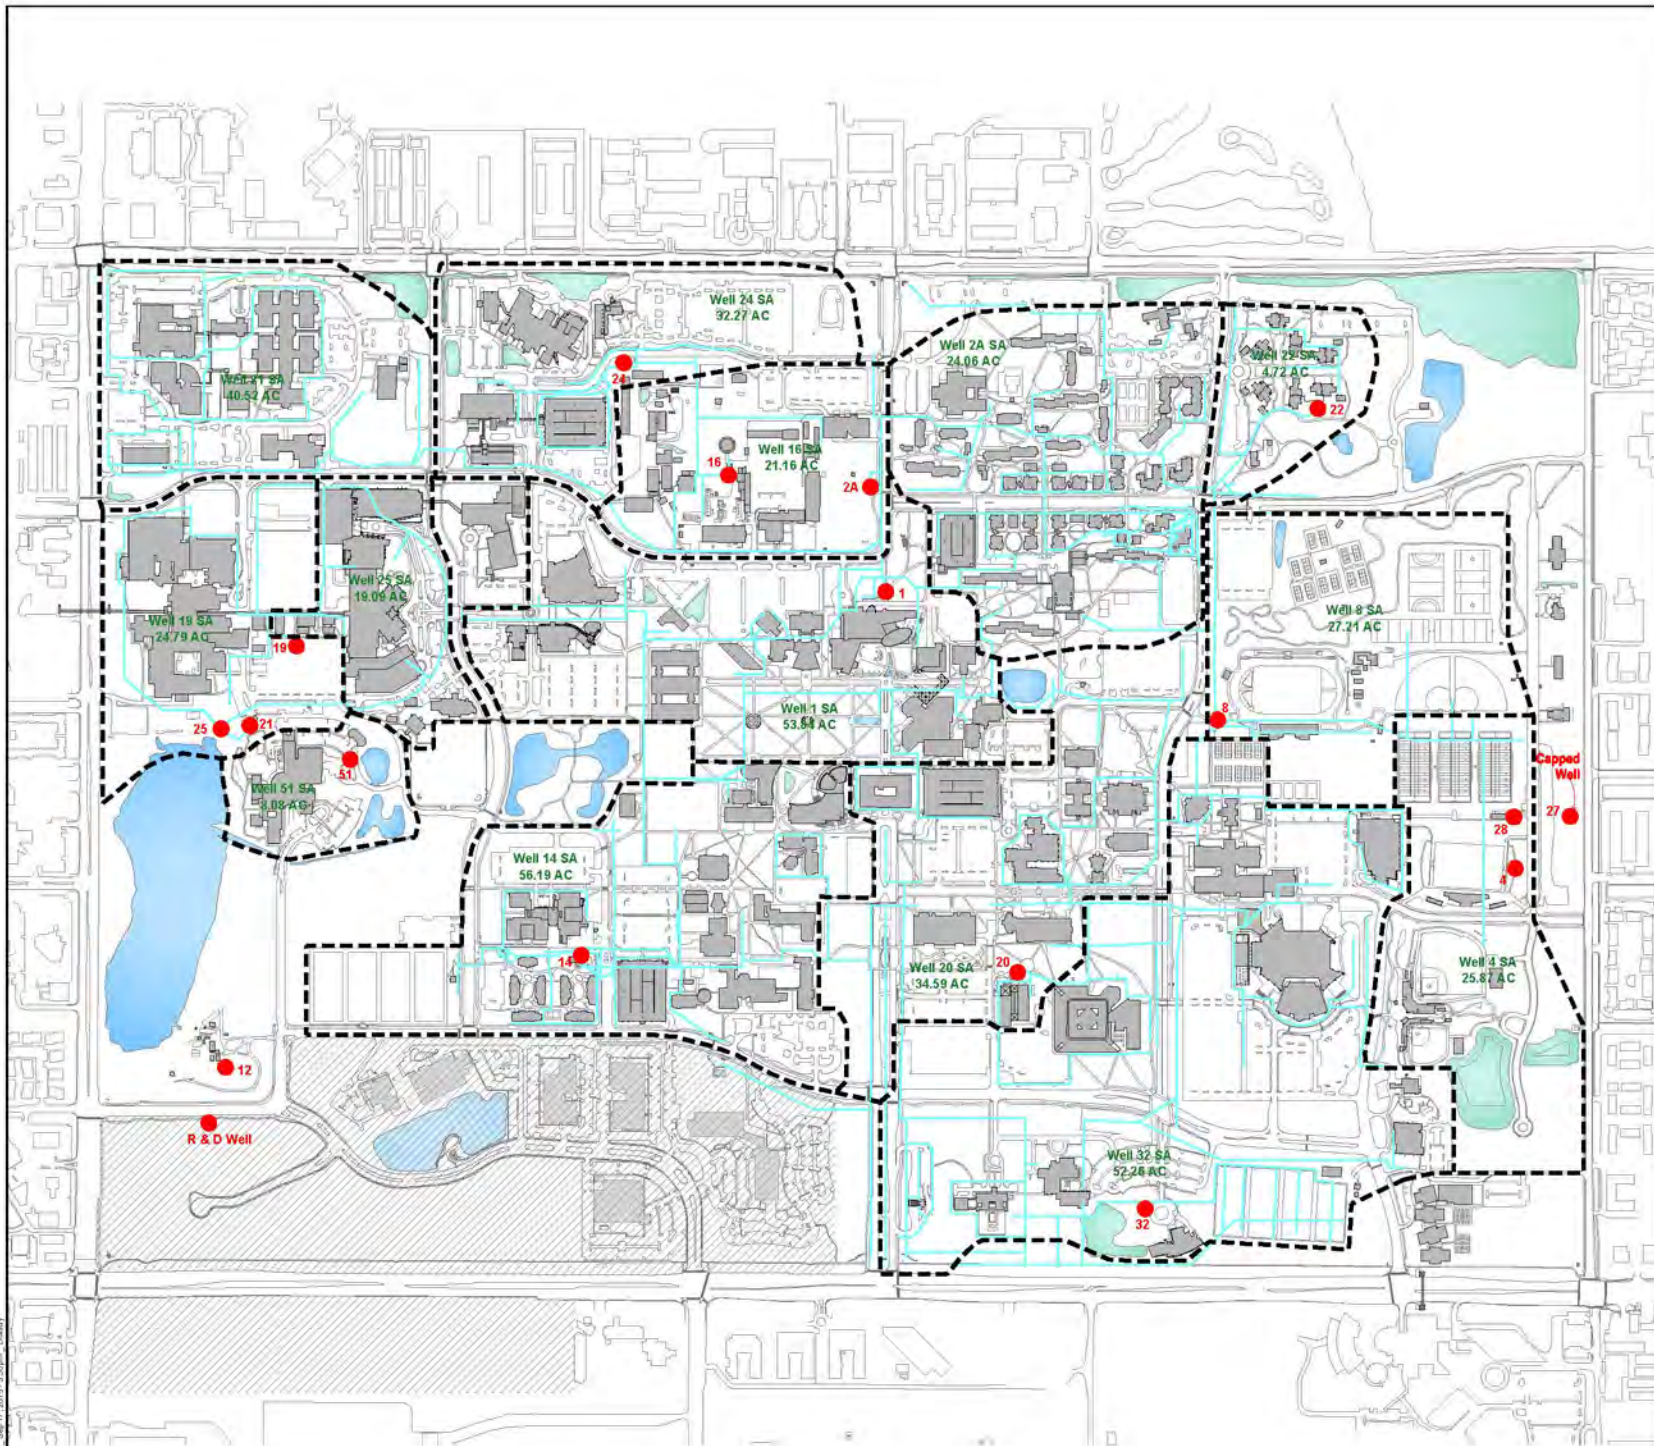 Well 24 SA
32.27 AC
Well 2A SA
24.06 AC
Well 22 SA
4.72 AC
24
Well 21 SA
40.52 AC
22
Well 16 SA
21.16 AC
16
2A
Well 25 SA
19.09 AC
1
Well 8 SA
27.21 AC
Well 19 SA
24.79 AC
19
Well 1 SA
8
25
21
51
Capped
Well
Well 51 SA
28
27
Well 14 SA
56.19 AC
4
14
20
Well 20 SA
34.59 AC
Well 4 SA
25.87 AC
12
R & D Well
Well 32 SA
52.26 AC
32